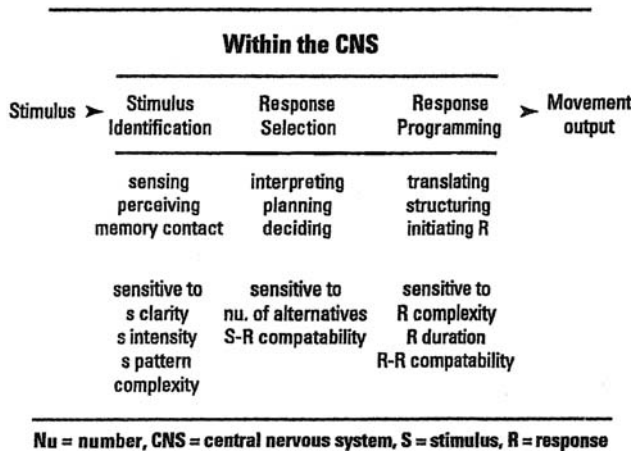 Within the CNS
Stimulus ➤ Stimulus Identification Response Selection Response Programming ➤ Movement output
sensing interpreting translating
perceiving planning structuring
memory contact deciding initiating R
sensitive to sensitive to sensitive to
s clarity nu. of alternatives R complexity
s intensity S-R compatability R duration
s pattern R-R compatability
complexity
Nu = number, CNS = central nervous system, S = stimulus, R = response